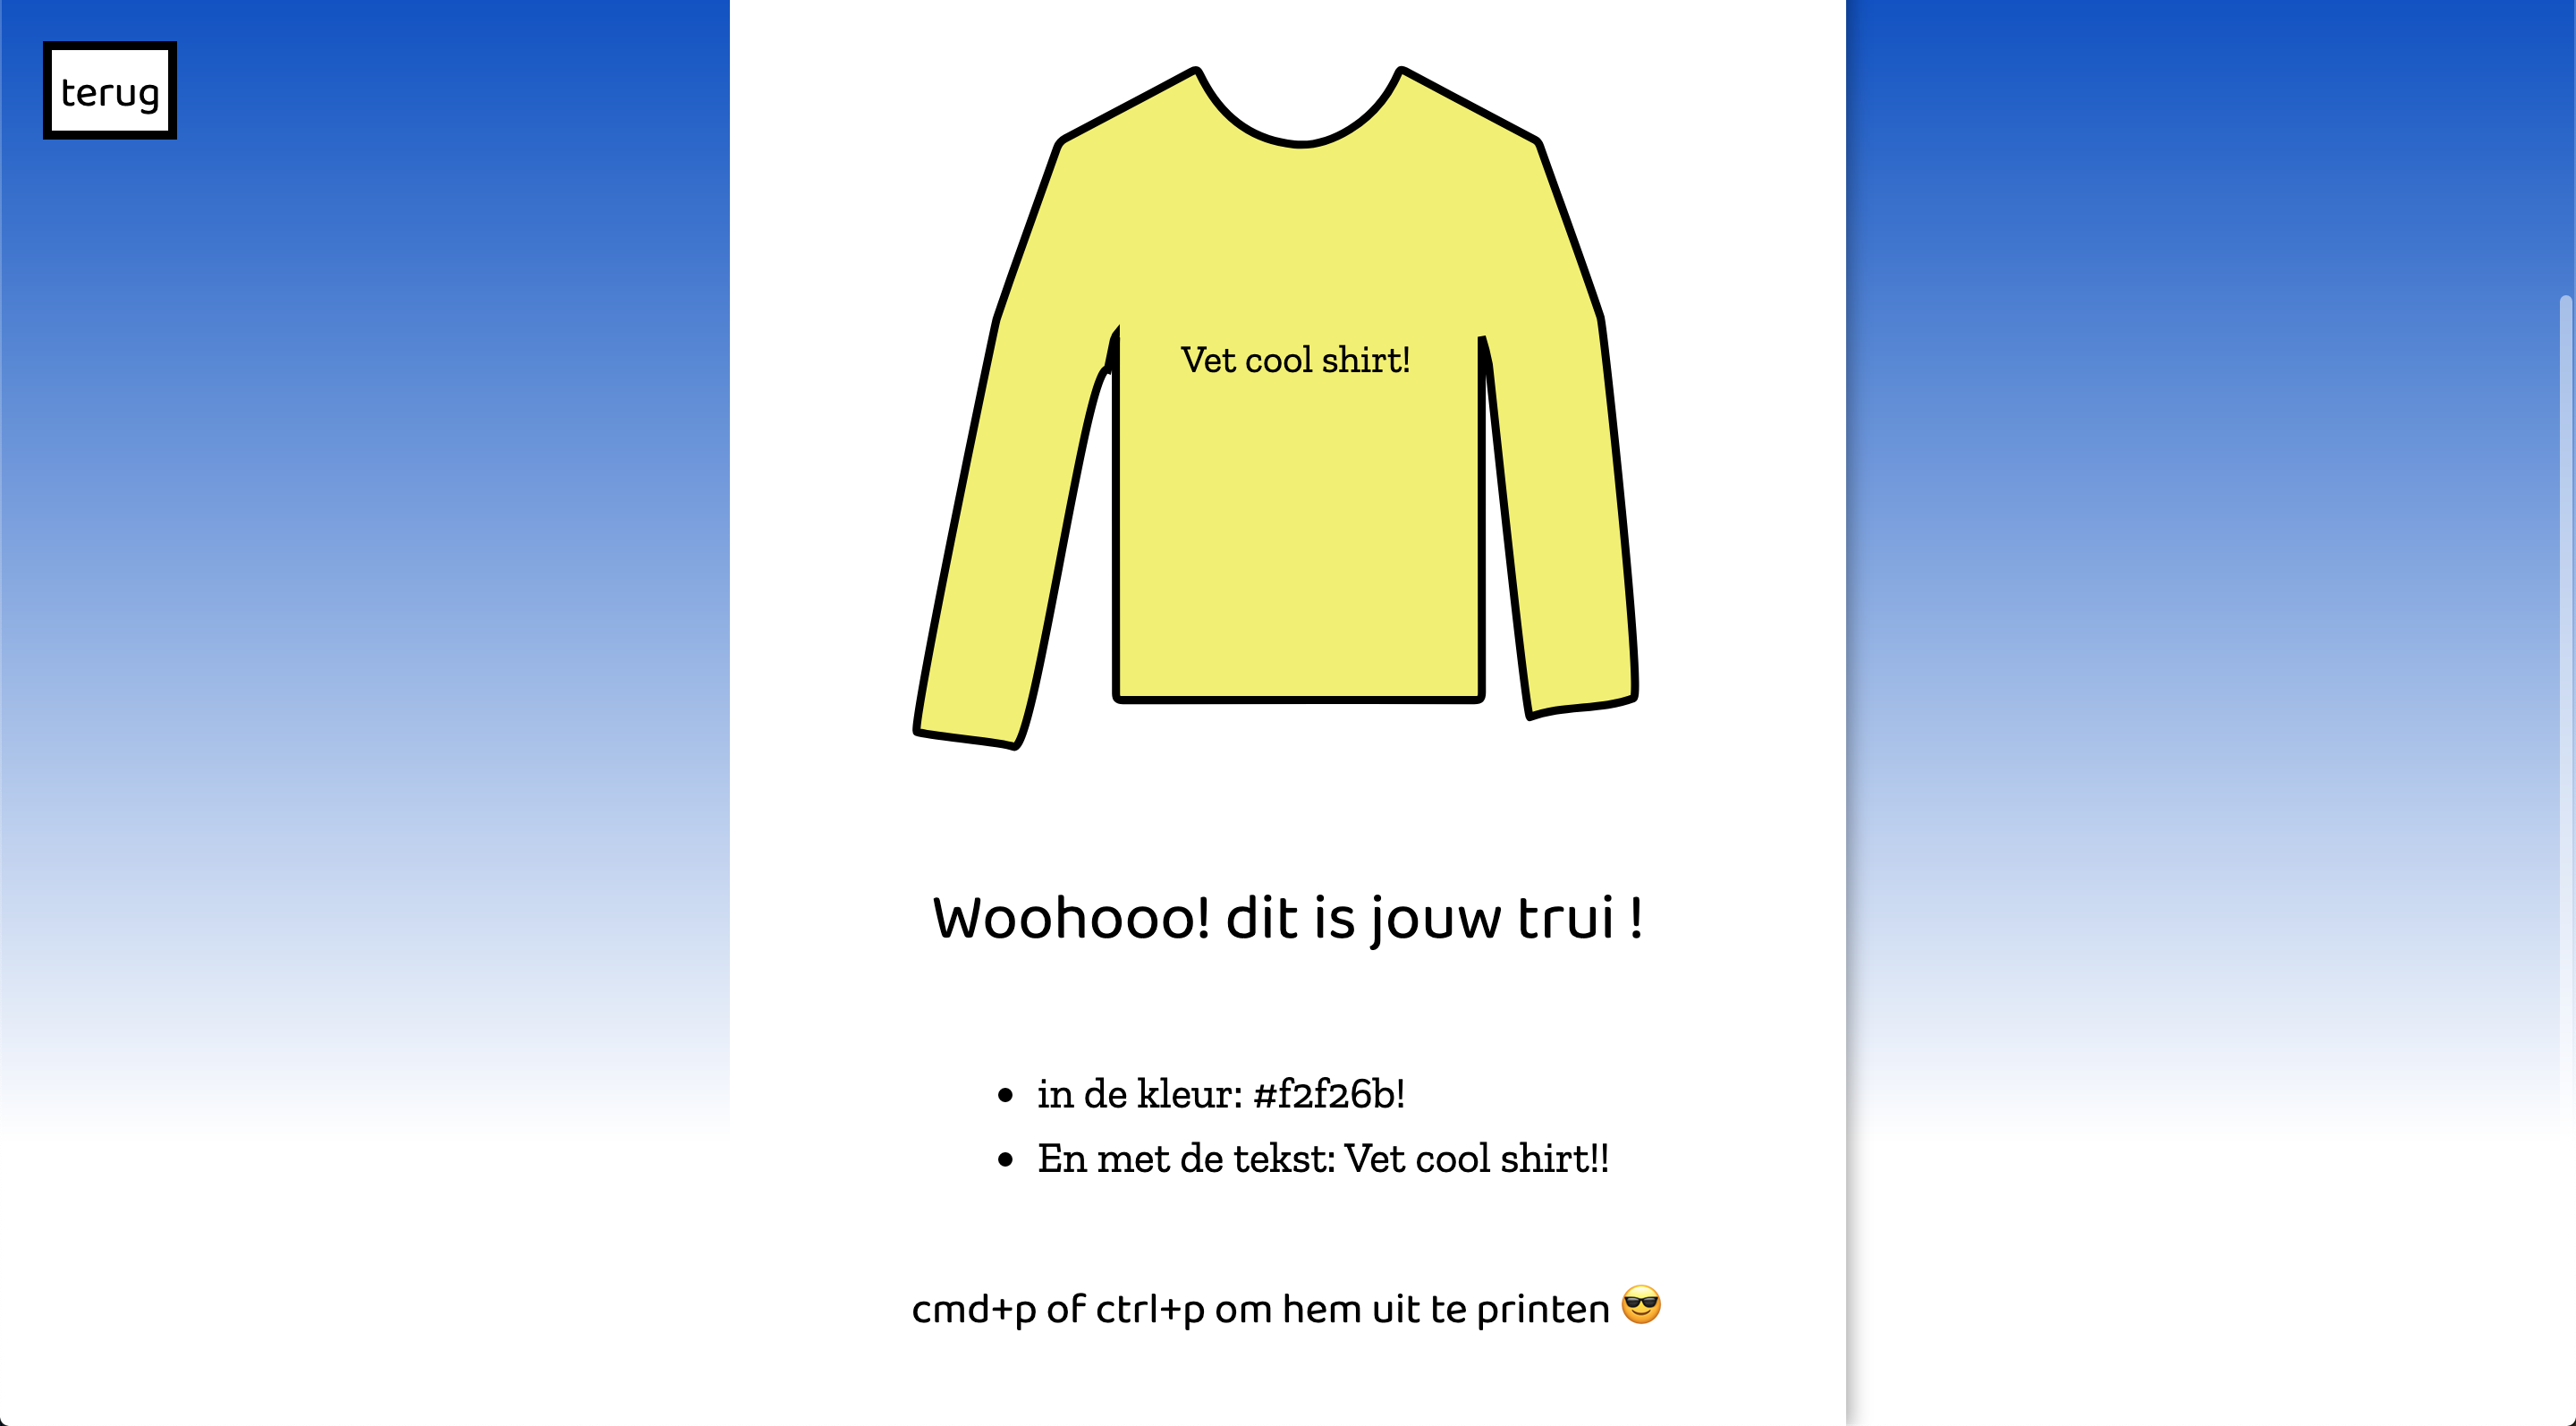 terug
Vet cool shirt!
Woohooo! dit is jouw trui !
in de kleur: #f2f26b!
En met de tekst: Vet cool shirt!!
cmd+p of ctrl+p om hem uit te printen 😎